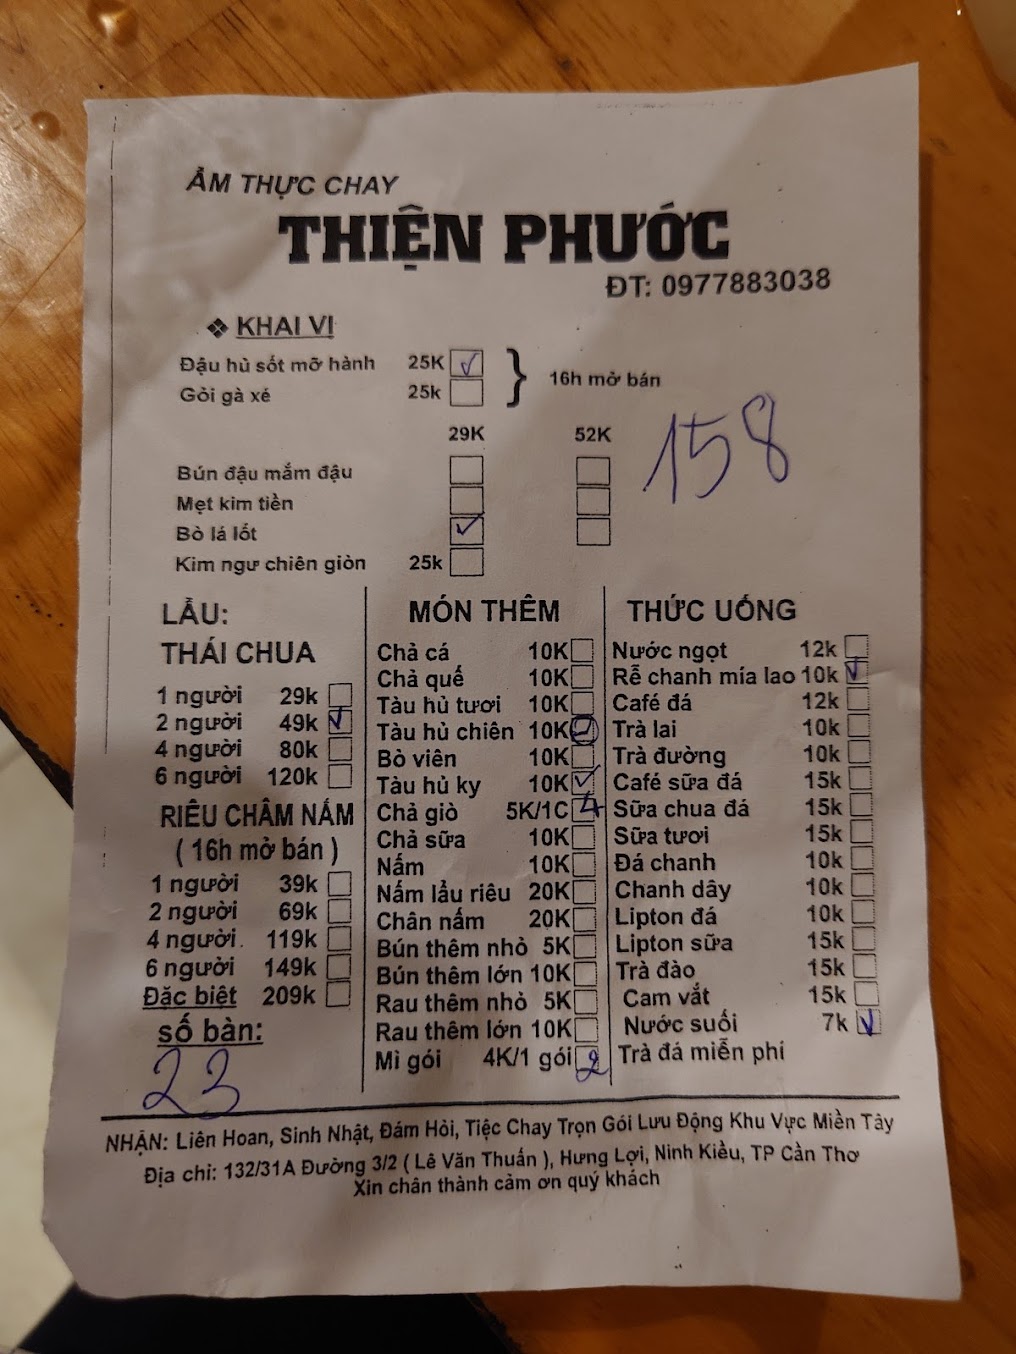 ẨM THỰC CHAY
THIỆN PHƯỚC
ĐT: 0977883038
❖ KHAI VỊ
Đậu hủ sốt mỡ hành 25K ✓
Gỏi gà xé 25k
16h mở bán
29K 52K
158
Bún đậu mắm đậu
Mẹt kim tiền
Bò lá lốt ✓
Kim ngư chiên giòn 25k
LẨU:
THÁI CHUA
1 người 29k
2 người 49k ✓
4 người 80k
6 người 120k
RIÊU CHÂM NẤM
( 16h mở bán )
1 người 39k
2 người 69k
4 người. 119k
6 người 149k
Đặc biệt 209k
số bàn:
23
MÓN THÊM
Chả cá 10K
Chả quế 10K
Tàu hủ tươi 10K
Tàu hủ chiên 10K
Bò viên 10K
Tàu hủ ky 10K ✓
Chả giò 5K/1C 4
Chả sữa 10K
Nấm 10K
Nấm lẩu riêu 20K
Chân nấm 20K
Bún thêm nhỏ 5K
Bún thêm lớn 10K
Rau thêm nhỏ 5K
Rau thêm lớn 10K
Mì gói 4K/1 gói 2
THỨC UỐNG
Nước ngọt 12k
Rễ chanh mía lao 10k ✓
Café đá 12k
Trà lai 10k
Trà đường 10k
Café sữa đá 15k
Sữa chua đá 15k
Sữa tươi 15k
Đá chanh 10k
Chanh dây 10k
Lipton đá 10k
Lipton sữa 15k
Trà đào 15k
Cam vắt 15k
Nước suối 7k ✓
Trà đá miễn phí
NHẬN: Liên Hoan, Sinh Nhật, Đám Hỏi, Tiệc Chay Trọn Gói Lưu Động Khu Vực Miền Tây
Địa chỉ: 132/31A Đường 3/2 ( Lê Văn Thuấn ), Hưng Lợi, Ninh Kiều, TP Cần Thơ
Xin chân thành cảm ơn quý khách